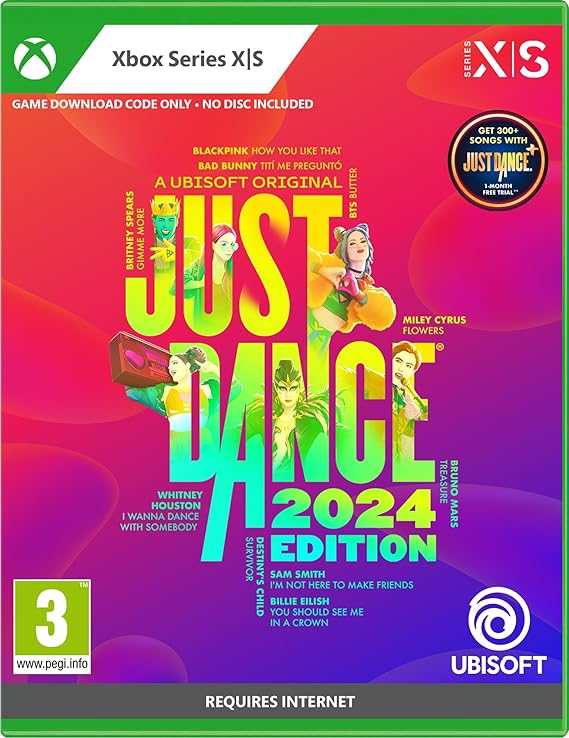 Xbox Series X|S
SERIES X|S
GAME DOWNLOAD CODE ONLY • NO DISC INCLUDED
GET 300+
SONGS WITH
JUST DANCE+
1-MONTH
FREE TRIAL**
BLACKPINK HOW YOU LIKE THAT
BAD BUNNY TITÍ ME PREGUNTÓ
A UBISOFT ORIGINAL
BRITNEY SPEARS
GIMME MORE
BTS BUTTER
JUST
MILEY CYRUS
FLOWERS
DANCE®
2024
EDITION
WHITNEY
HOUSTON
I WANNA DANCE
WITH SOMEBODY
BRUNO MARS
TREASURE
DESTINY'S CHILD
SURVIVOR
SAM SMITH
I'M NOT HERE TO MAKE FRIENDS
BILLIE EILISH
YOU SHOULD SEE ME
IN A CROWN
3™
www.pegi.info
UBISOFT
REQUIRES INTERNET